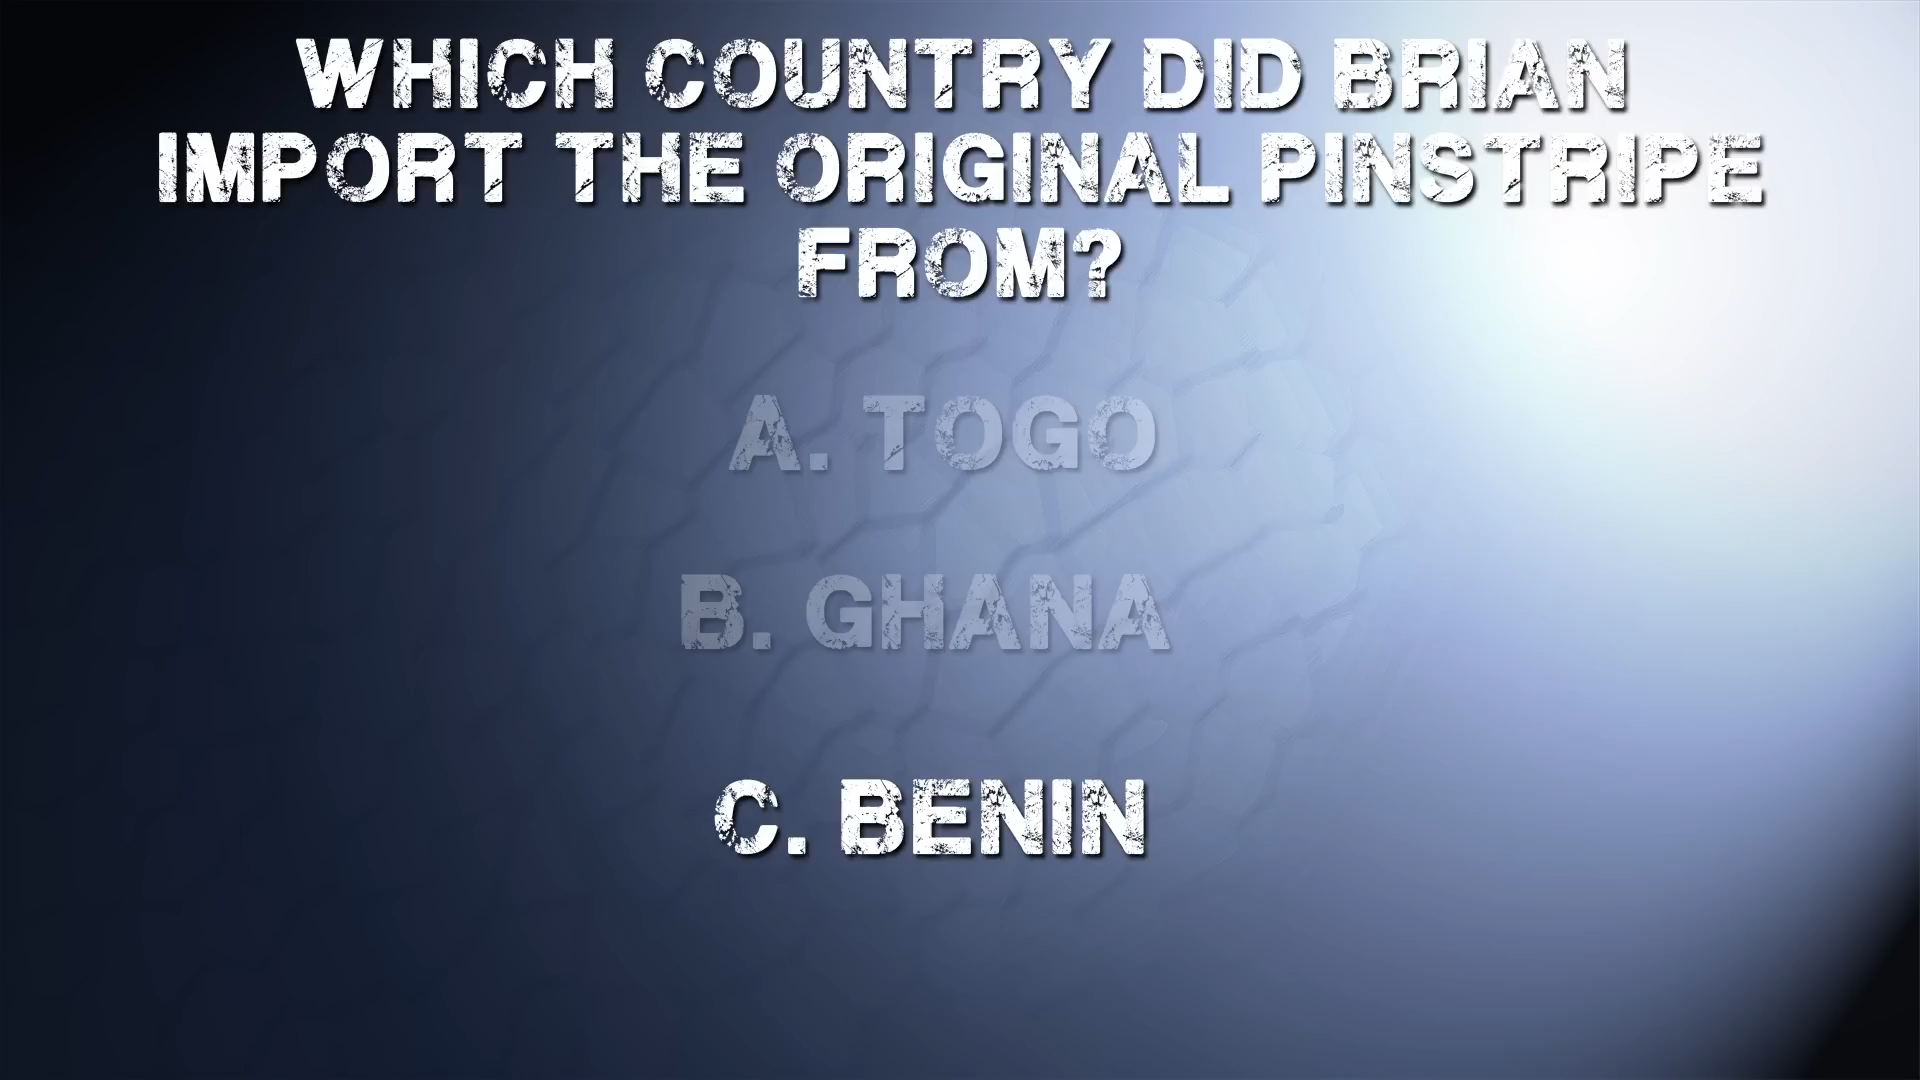 WHICH COUNTRY DID BRIAN
IMPORT THE ORIGINAL PINSTRIPE
FROM?
A. TOGO
B. GHANA
C. BENIN